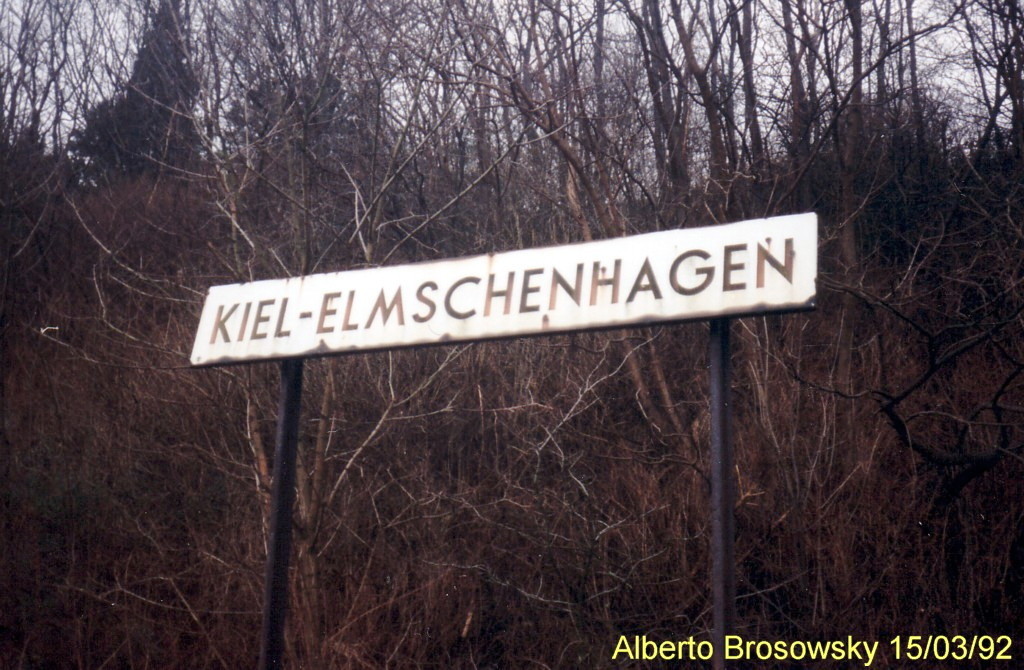 KIEL-ELMSCHENHAGEN
Alberto Brosowsky 15/03/92